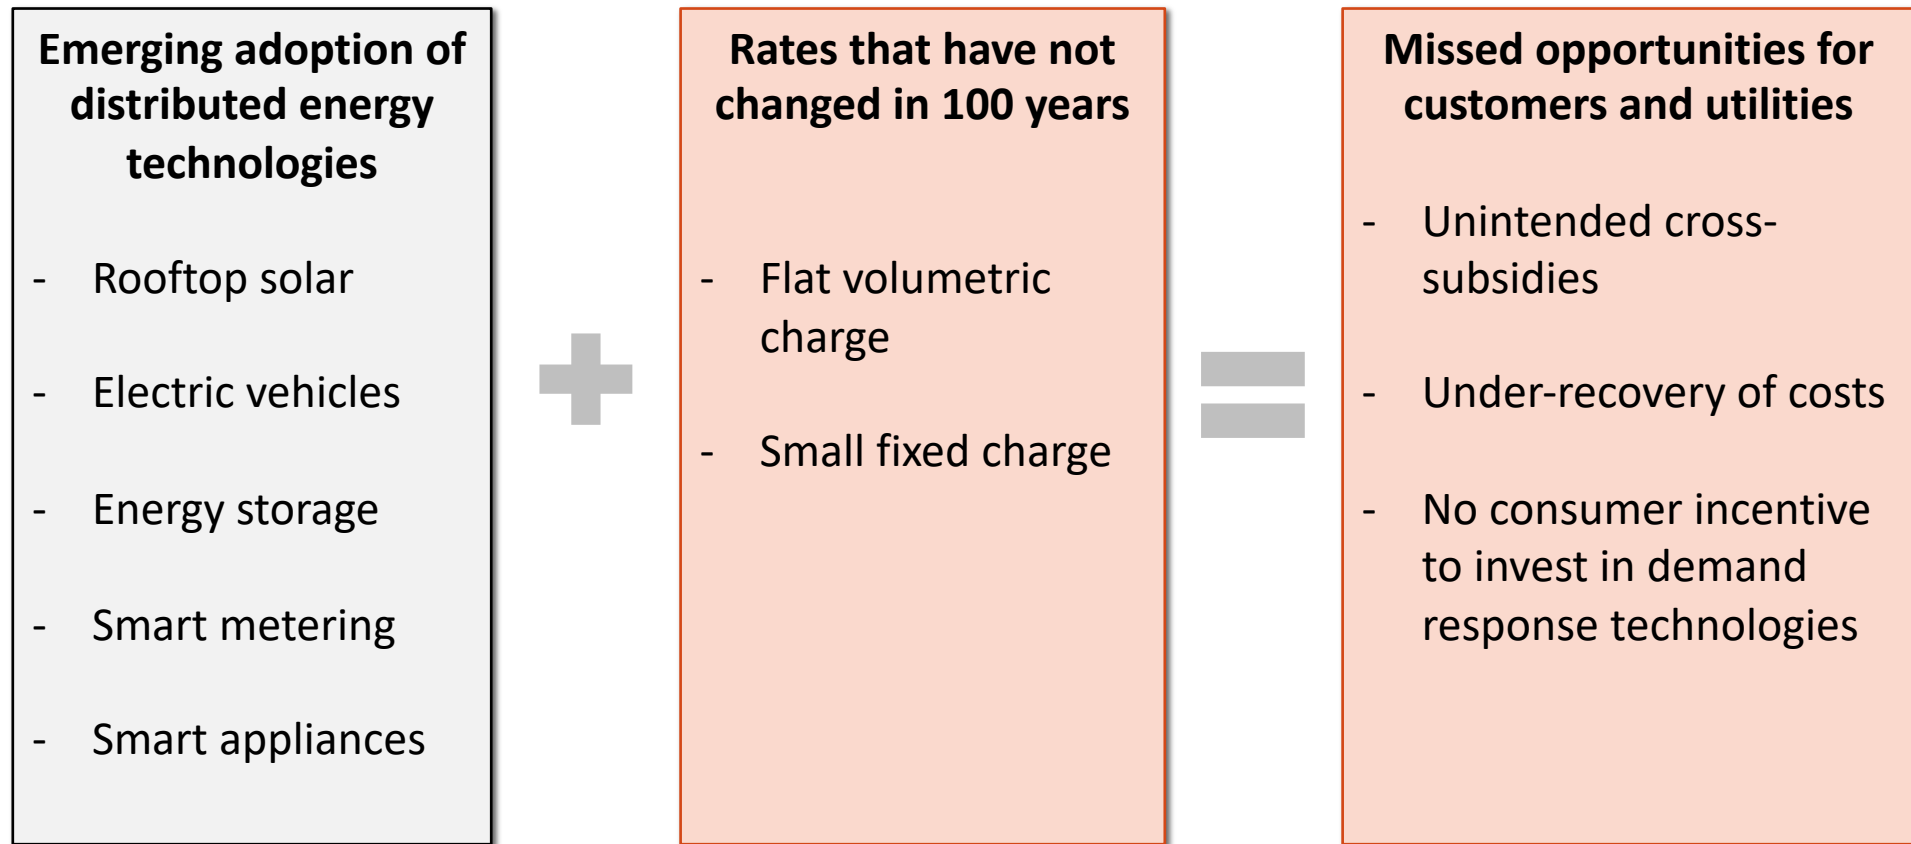 Emerging adoption of
distributed energy
technologies
- Rooftop solar
- Electric vehicles
- Energy storage
- Smart metering
- Smart appliances
Rates that have not
changed in 100 years
- Flat volumetric
charge
- Small fixed charge
Missed opportunities for
customers and utilities
- Unintended cross-
subsidies
- Under-recovery of costs
- No consumer incentive
to invest in demand
response technologies